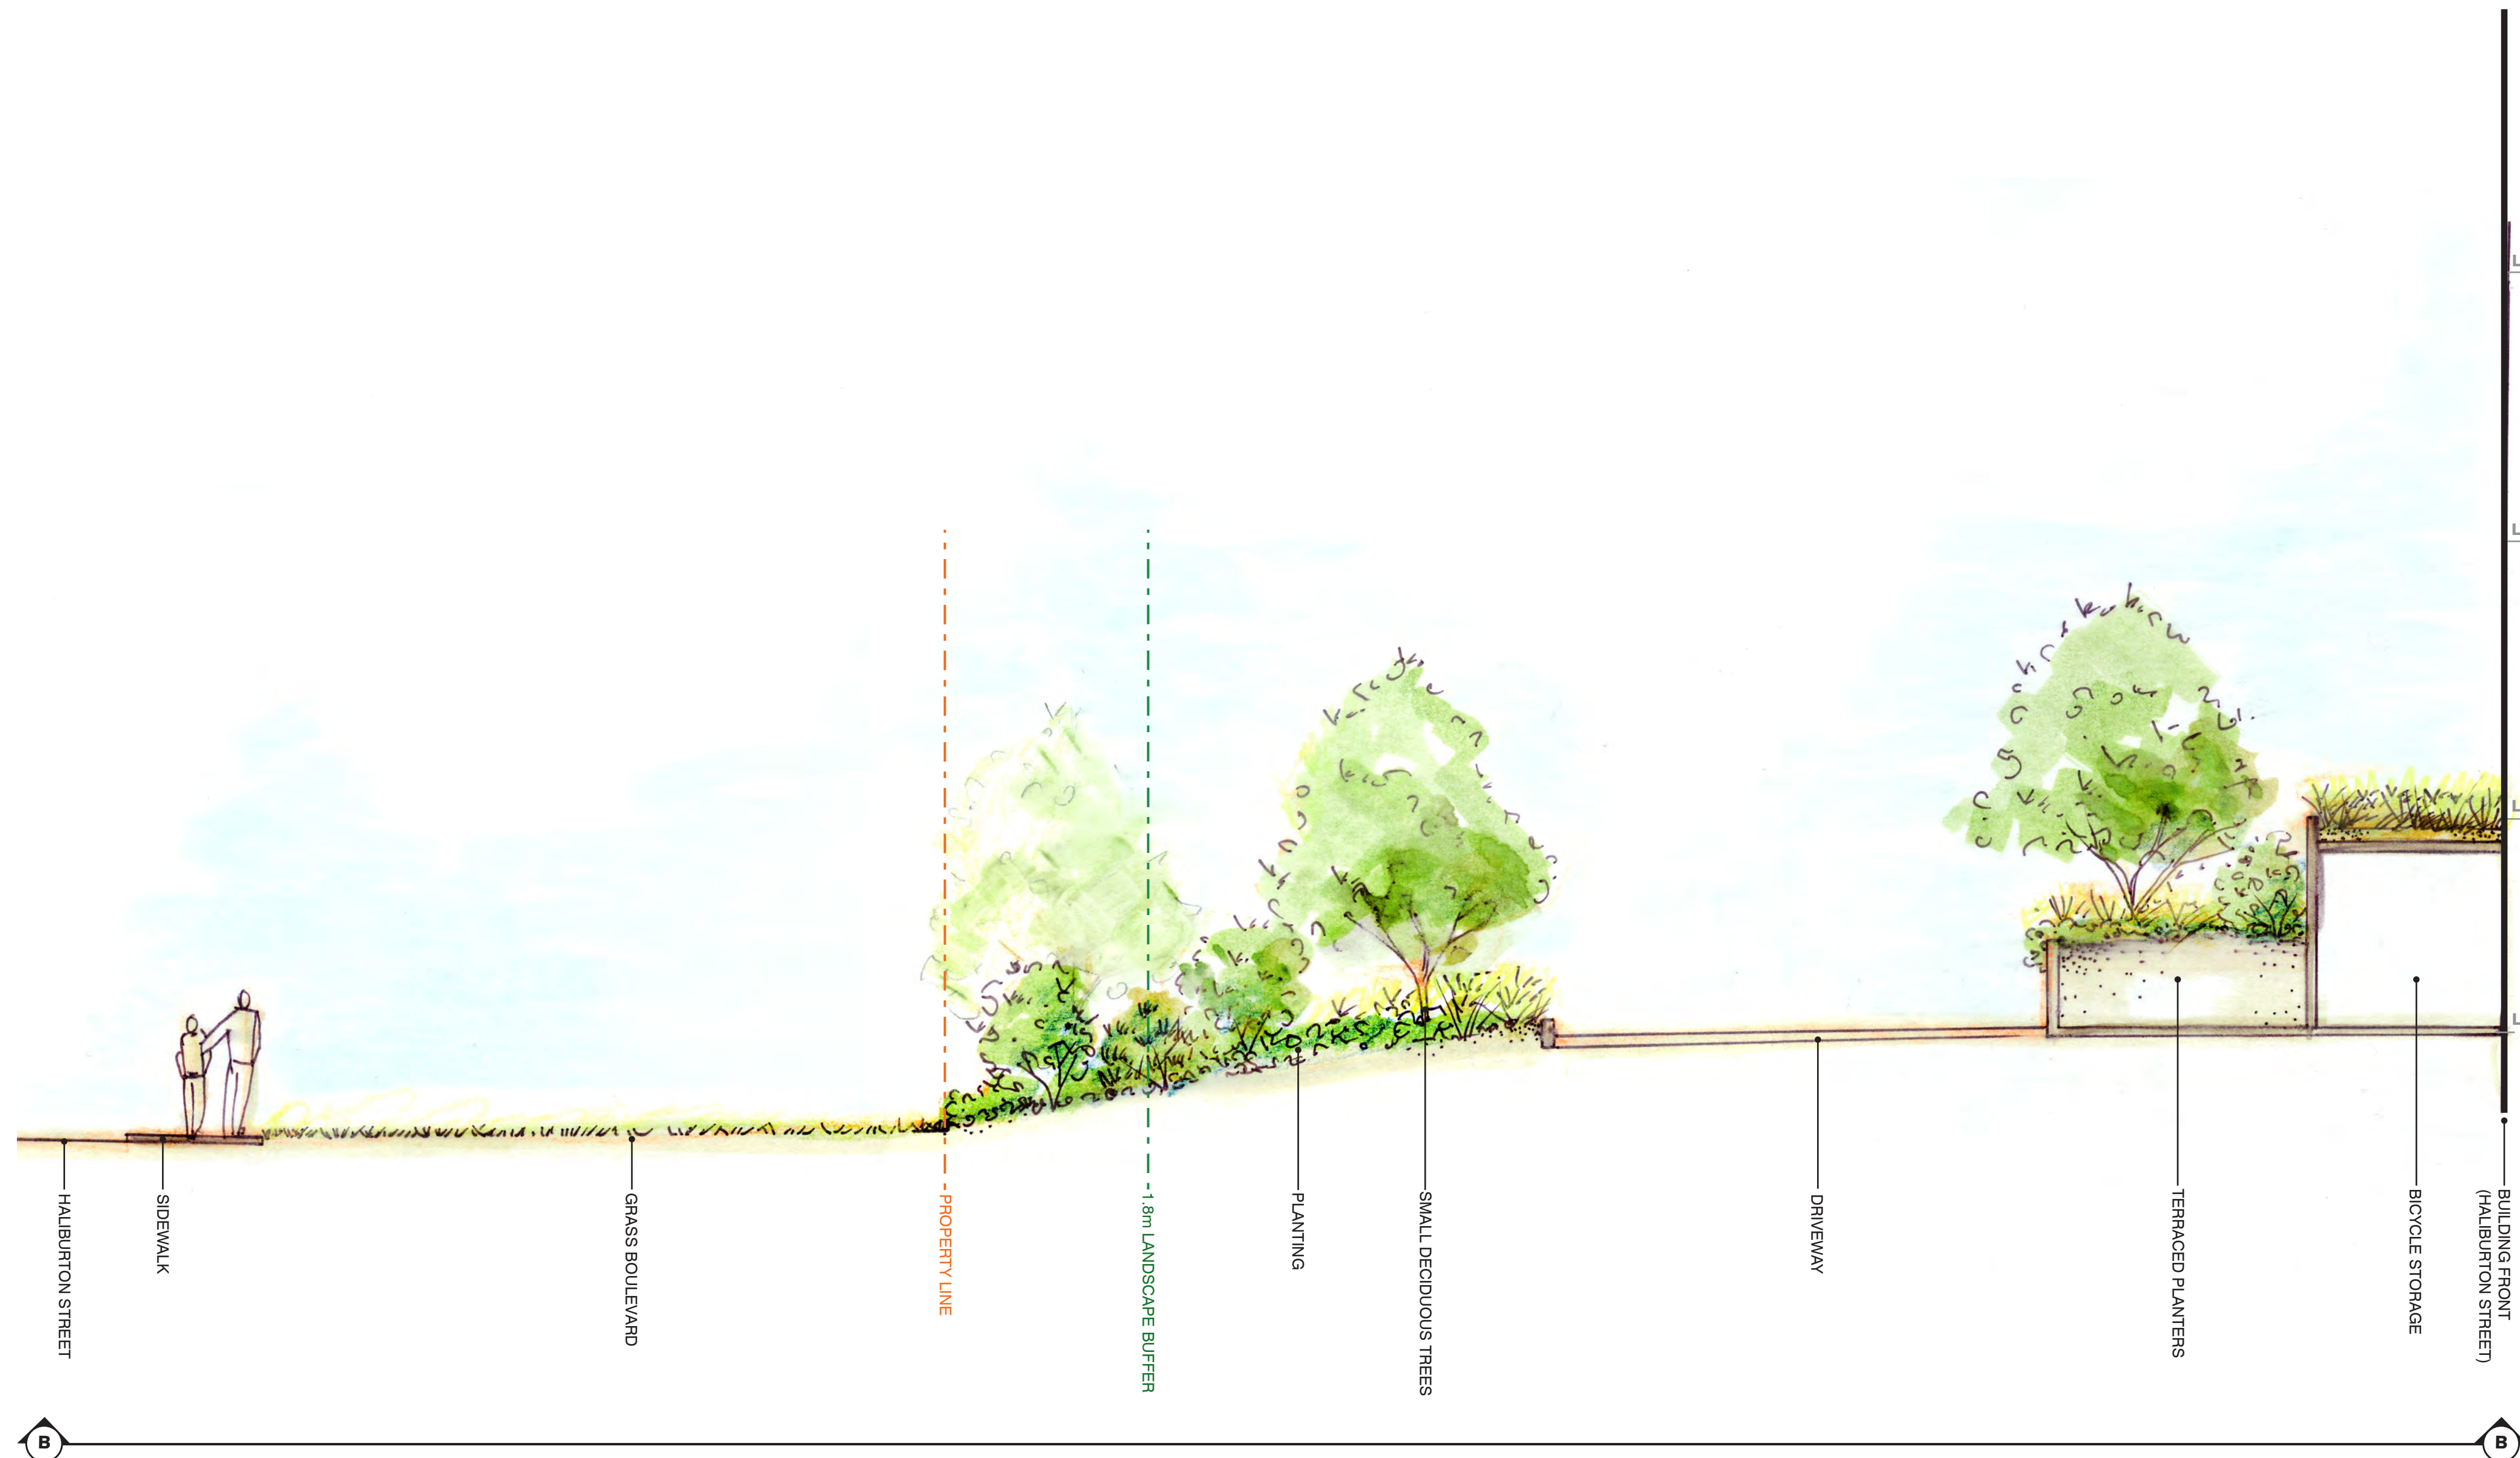 HALIBURTON STREET
SIDEWALK
GRASS BOULEVARD
PROPERTY LINE
1.8m LANDSCAPE BUFFER
PLANTING
SMALL DECIDUOUS TREES
DRIVEWAY
TERRACED PLANTERS
BICYCLE STORAGE
BUILDING FRONT
(HALIBURTON STREET)
B
B